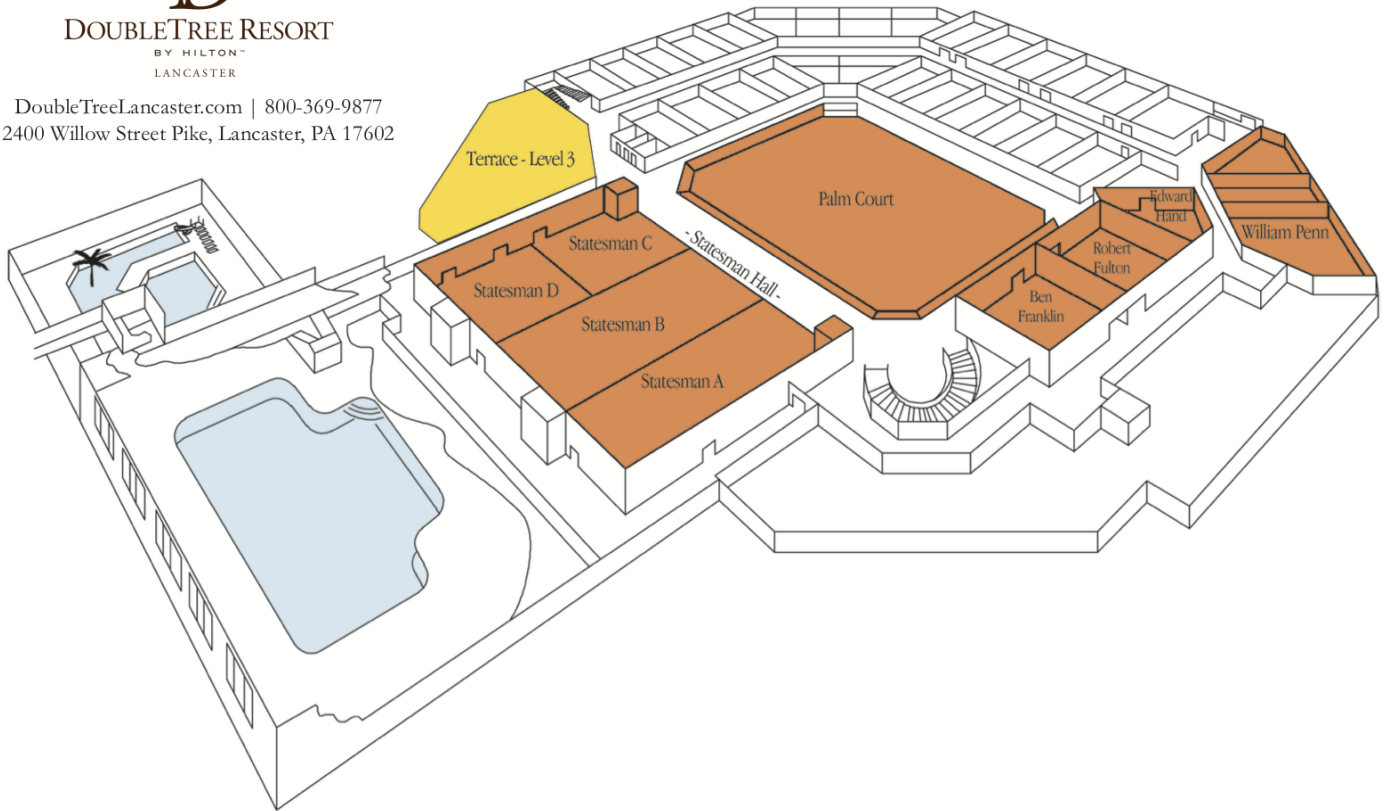 DOUBLETREE RESORT
BY HILTON™
LANCASTER
DoubleTreeLancaster.com | 800-369-9877
2400 Willow Street Pike, Lancaster, PA 17602
Terrace - Level 3
Palm Court
Edward
Hand
William Penn
Robert
Fulton
Ben
Franklin
- Statesman Hall -
Statesman C
Statesman D
Statesman B
Statesman A